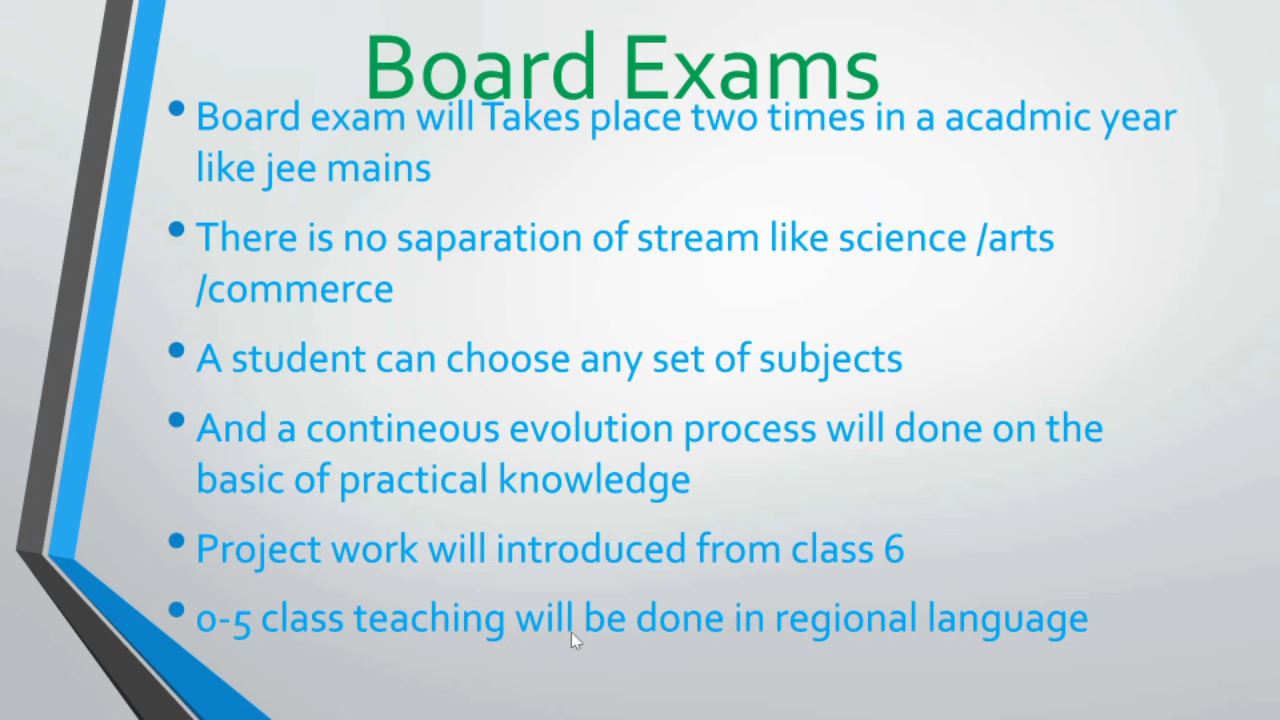 Board Exams
• Board exam will Takes place two times in a acadmic year
like jee mains
• There is no saparation of stream like science /arts
/commerce
• A student can choose any set of subjects
• And a contineous evolution process will done on the
basic of practical knowledge
• Project work will introduced from class 6
• 0-5 class teaching will be done in regional language